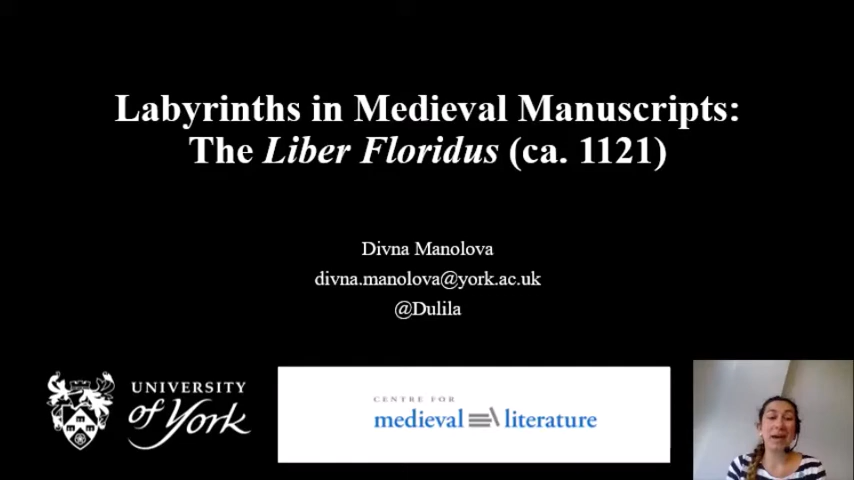 Labyrinths in Medieval Manuscripts:
The Liber Floridus (ca. 1121)
Divna Manolova
divna.manolova@york.ac.uk
@Dulila
UNIVERSITY
of York
CENTRE FOR
medieval literature